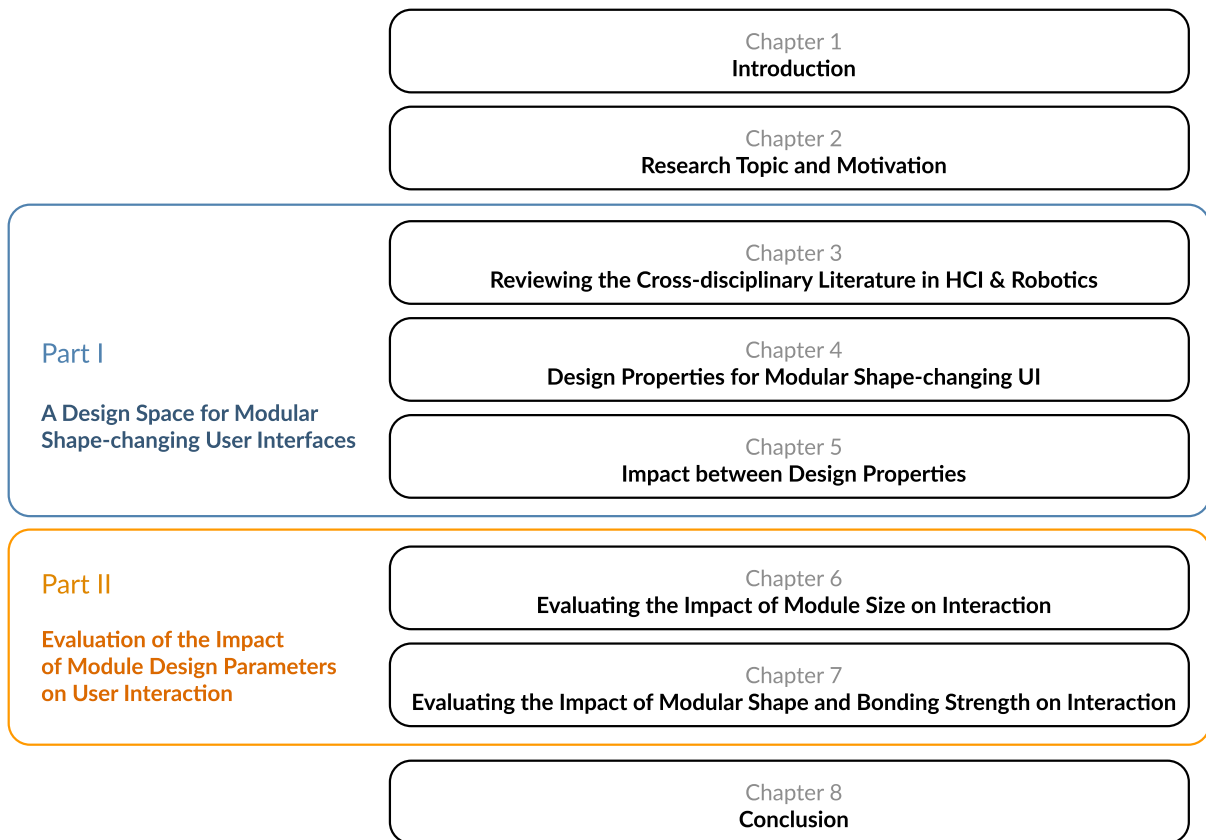 Chapter 1
Introduction
Chapter 2
Research Topic and Motivation
Part I
A Design Space for Modular
Shape-changing User Interfaces
Chapter 3
Reviewing the Cross-disciplinary Literature in HCI & Robotics
Chapter 4
Design Properties for Modular Shape-changing UI
Chapter 5
Impact between Design Properties
Part II
Evaluation of the Impact
of Module Design Parameters
on User Interaction
Chapter 6
Evaluating the Impact of Module Size on Interaction
Chapter 7
Evaluating the Impact of Modular Shape and Bonding Strength on Interaction
Chapter 8
Conclusion